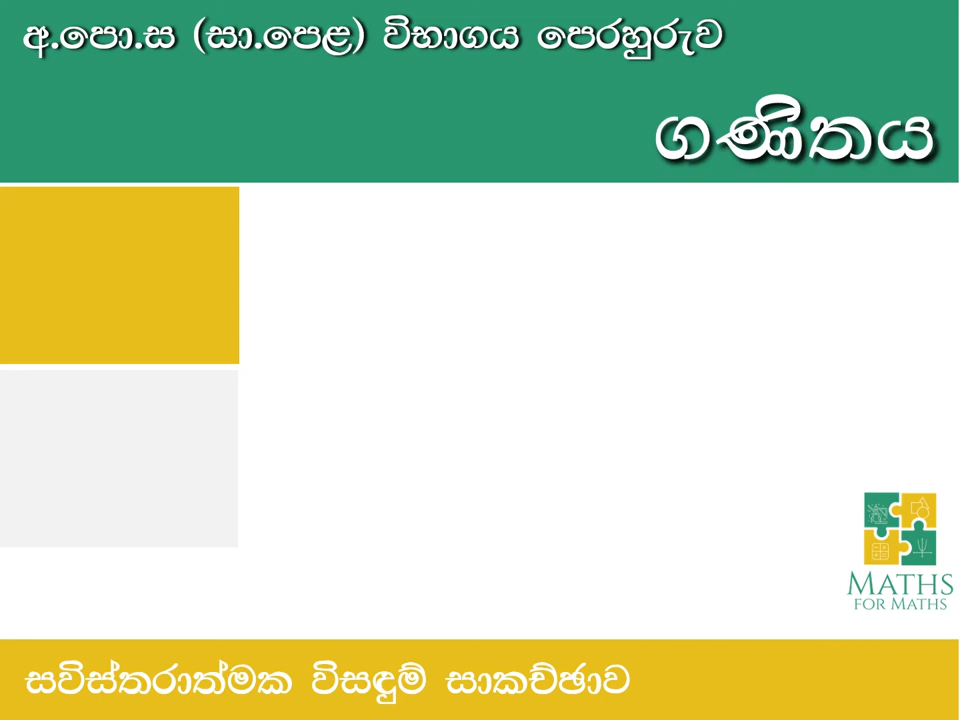 අ.පො.ස (සා.පෙළ) විභාගය පෙරහුරුව
ගණිතය
MATHS
FOR MATHS
සවිස්තරාත්මක විසඳුම් සාකච්ඡාව